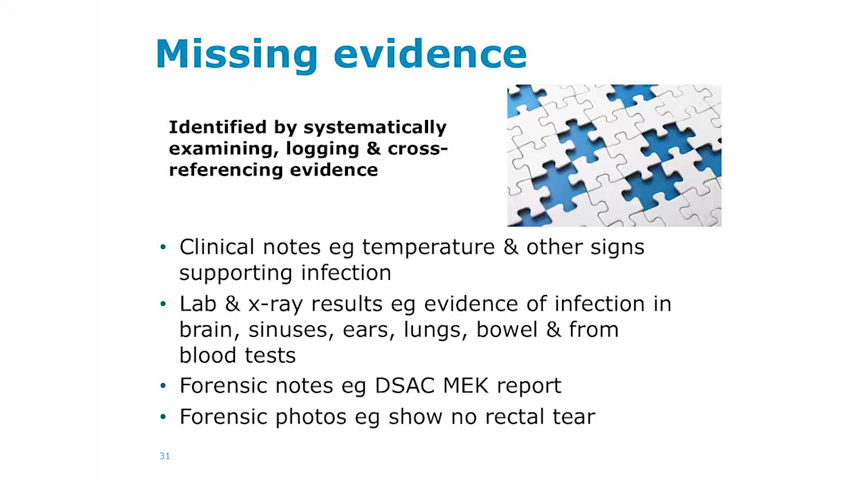 Missing evidence
Identified by systematically
examining, logging & cross-
referencing evidence
• Clinical notes eg temperature & other signs
supporting infection
• Lab & x-ray results eg evidence of infection in
brain, sinuses, ears, lungs, bowel & from
blood tests
• Forensic notes eg DSAC MEK report
• Forensic photos eg show no rectal tear
31